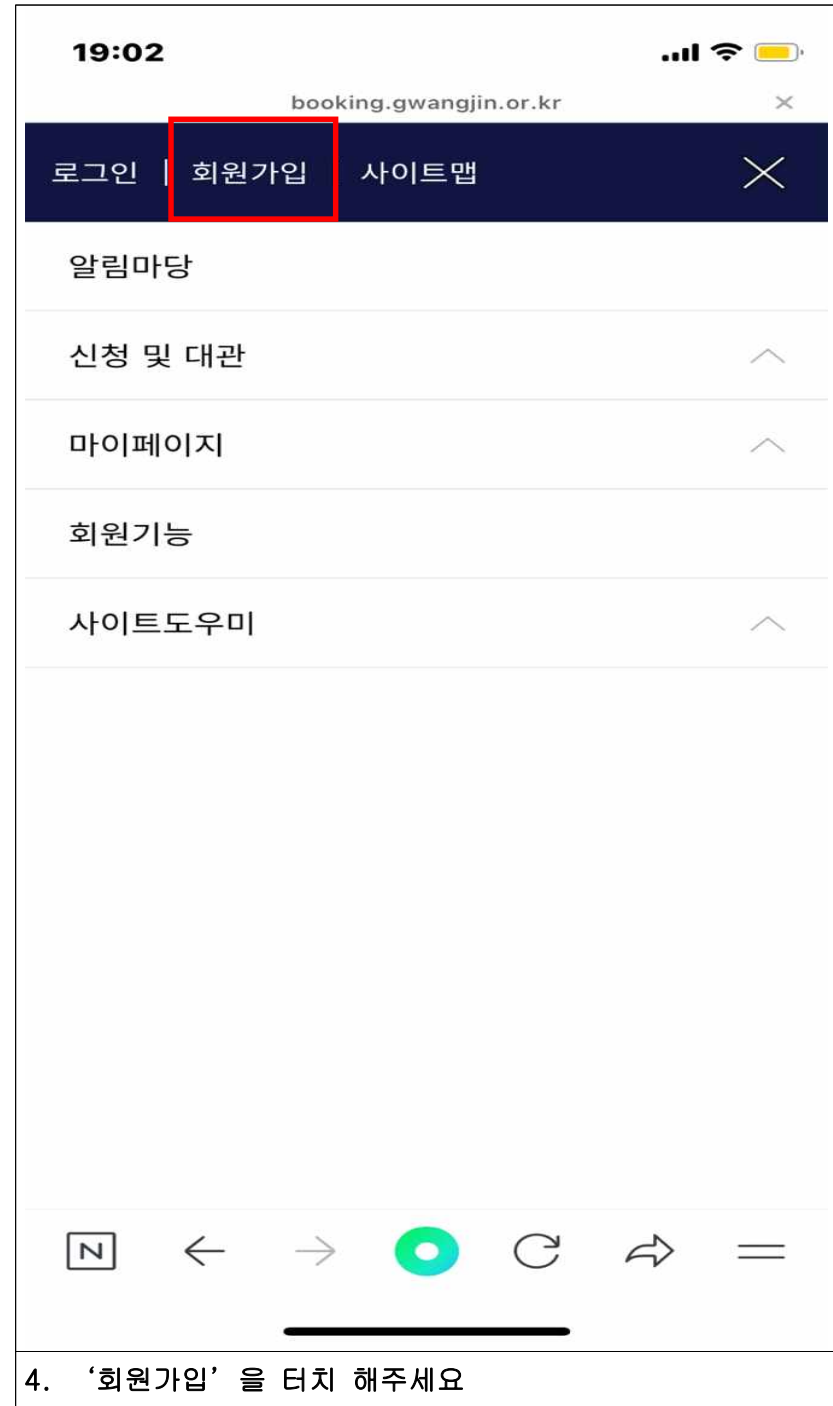 19:02
booking.gwangjin.or.kr
로그인 | 회원가입 사이트맵
알림마당
신청 및 대관
마이페이지
회원기능
사이트도우미
N
4. ‘회원가입’을 터치 해주세요